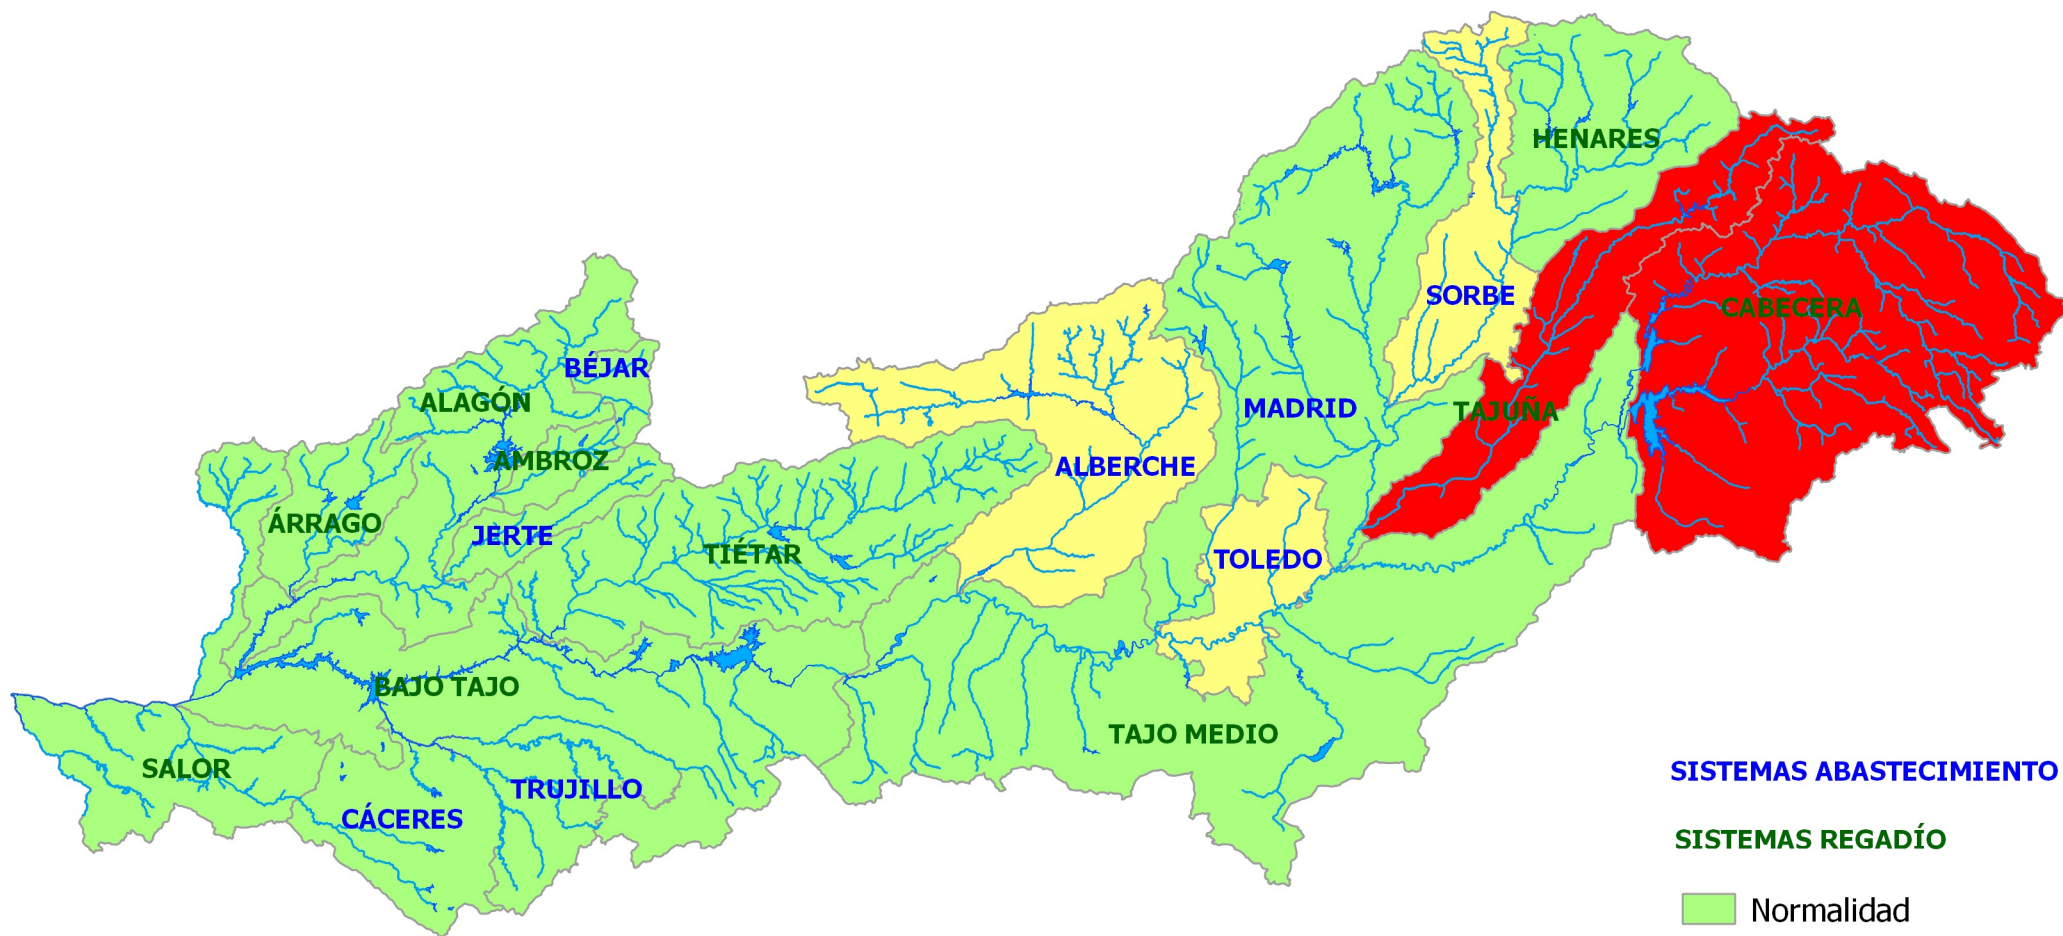 HENARES
SORBE
CABECERA
BÉJAR
ALAGÓN
MADRID
TAJUÑA
AMBROZ
ALBERCHE
ÁRRAGO
JERTE
TIÉTAR
TOLEDO
BAJO TAJO
TAJO MEDIO
SALOR
TRUJILLO
CÁCERES
SISTEMAS ABASTECIMIENTO
SISTEMAS REGADÍO
Normalidad